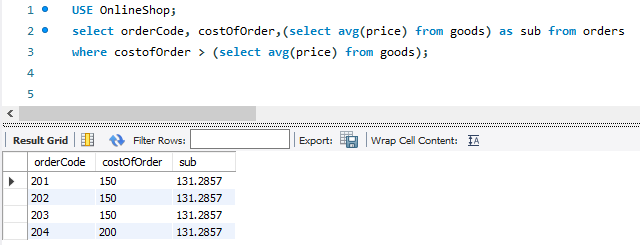 1 USE OnlineShop;
2 select orderCode, costOfOrder,(select avg(price) from goods) as sub from orders
3 where costofOrder > (select avg(price) from goods);
4
5
Result Grid Filter Rows: Export: Wrap Cell Content:
orderCode costOfOrder sub
201 150 131.2857
202 150 131.2857
203 150 131.2857
204 200 131.2857